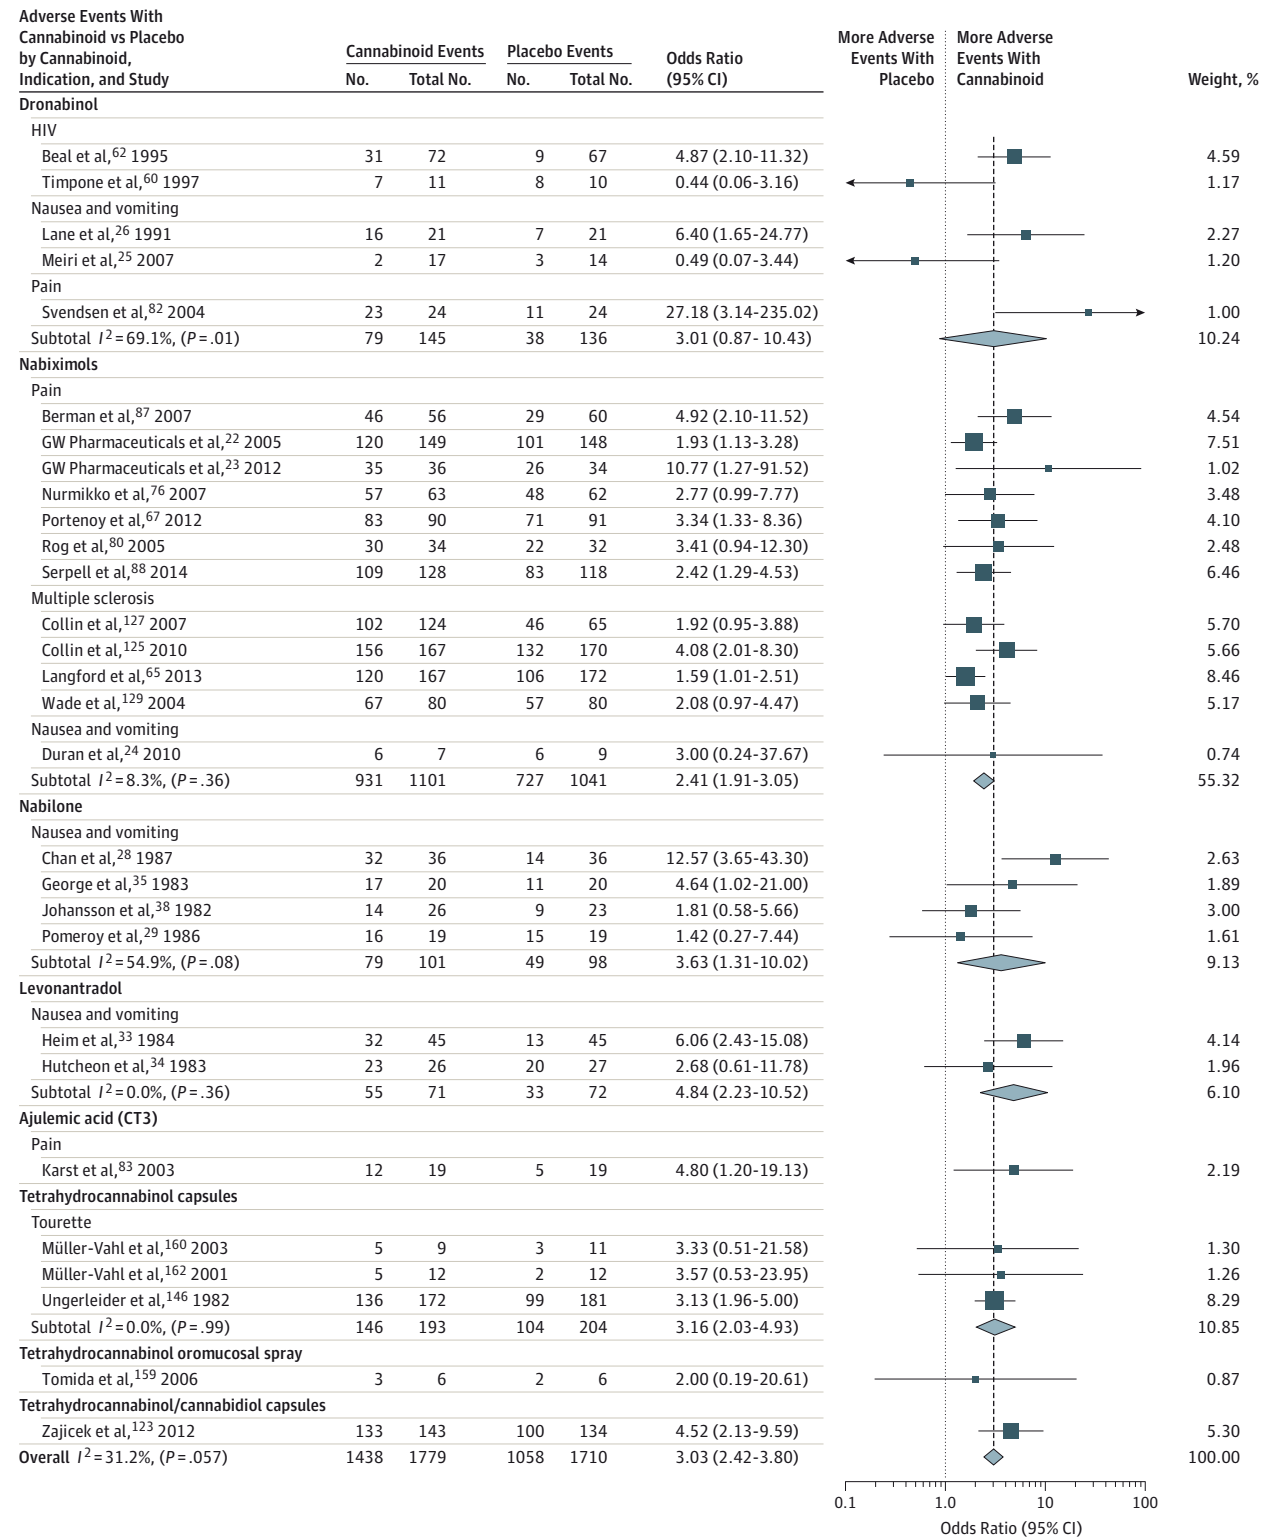 Adverse Events With
Cannabinoid vs Placebo
by Cannabinoid,
Indication, and Study
Cannabinoid Events Placebo Events
No. Total No. No. Total No.
Odds Ratio
(95% CI)
More Adverse
Events With
Placebo
More Adverse
Events With
Cannabinoid
Weight, %
Dronabinol
HIV
Beal et al,62 1995 31 72 9 67 4.87 (2.10-11.32) 4.59
Timpone et al,60 1997 7 11 8 10 0.44 (0.06-3.16) 1.17
Nausea and vomiting
Lane et al,26 1991 16 21 7 21 6.40 (1.65-24.77) 2.27
Meiri et al,25 2007 2 17 3 14 0.49 (0.07-3.44) 1.20
Pain
Svendsen et al,82 2004 23 24 11 24 27.18 (3.14-235.02) 1.00
Subtotal I2=69.1%, (P=.01) 79 145 38 136 3.01 (0.87- 10.43) 10.24
Nabiximols
Pain
Berman et al,87 2007 46 56 29 60 4.92 (2.10-11.52) 4.54
GW Pharmaceuticals et al,22 2005 120 149 101 148 1.93 (1.13-3.28) 7.51
GW Pharmaceuticals et al,23 2012 35 36 26 34 10.77 (1.27-91.52) 1.02
Nurmikko et al,76 2007 57 63 48 62 2.77 (0.99-7.77) 3.48
Portenoy et al,67 2012 83 90 71 91 3.34 (1.33- 8.36) 4.10
Rog et al,80 2005 30 34 22 32 3.41 (0.94-12.30) 2.48
Serpell et al,88 2014 109 128 83 118 2.42 (1.29-4.53) 6.46
Multiple sclerosis
Collin et al,127 2007 102 124 46 65 1.92 (0.95-3.88) 5.70
Collin et al,125 2010 156 167 132 170 4.08 (2.01-8.30) 5.66
Langford et al,65 2013 120 167 106 172 1.59 (1.01-2.51) 8.46
Wade et al,129 2004 67 80 57 80 2.08 (0.97-4.47) 5.17
Nausea and vomiting
Duran et al,24 2010 6 7 6 9 3.00 (0.24-37.67) 0.74
Subtotal I2=8.3%, (P=.36) 931 1101 727 1041 2.41 (1.91-3.05) 55.32
Nabilone
Nausea and vomiting
Chan et al,28 1987 32 36 14 36 12.57 (3.65-43.30) 2.63
George et al,35 1983 17 20 11 20 4.64 (1.02-21.00) 1.89
Johansson et al,38 1982 14 26 9 23 1.81 (0.58-5.66) 3.00
Pomeroy et al,29 1986 16 19 15 19 1.42 (0.27-7.44) 1.61
Subtotal I2=54.9%, (P=.08) 79 101 49 98 3.63 (1.31-10.02) 9.13
Levonantradol
Nausea and vomiting
Heim et al,33 1984 32 45 13 45 6.06 (2.43-15.08) 4.14
Hutcheon et al,34 1983 23 26 20 27 2.68 (0.61-11.78) 1.96
Subtotal I2=0.0%, (P=.36) 55 71 33 72 4.84 (2.23-10.52) 6.10
Ajulemic acid (CT3)
Pain
Karst et al,83 2003 12 19 5 19 4.80 (1.20-19.13) 2.19
Tetrahydrocannabinol capsules
Tourette
Müller-Vahl et al,160 2003 5 9 3 11 3.33 (0.51-21.58) 1.30
Müller-Vahl et al,162 2001 5 12 2 12 3.57 (0.53-23.95) 1.26
Ungerleider et al,146 1982 136 172 99 181 3.13 (1.96-5.00) 8.29
Subtotal I2=0.0%, (P=.99) 146 193 104 204 3.16 (2.03-4.93) 10.85
Tetrahydrocannabinol oromucosal spray
Tomida et al,159 2006 3 6 2 6 2.00 (0.19-20.61) 0.87
Tetrahydrocannabinol/cannabidiol capsules
Zajicek et al,123 2012 133 143 100 134 4.52 (2.13-9.59) 5.30
Overall I2=31.2%, (P=.057) 1438 1779 1058 1710 3.03 (2.42-3.80) 100.00
0.1 1.0 10 100
Odds Ratio (95% CI)